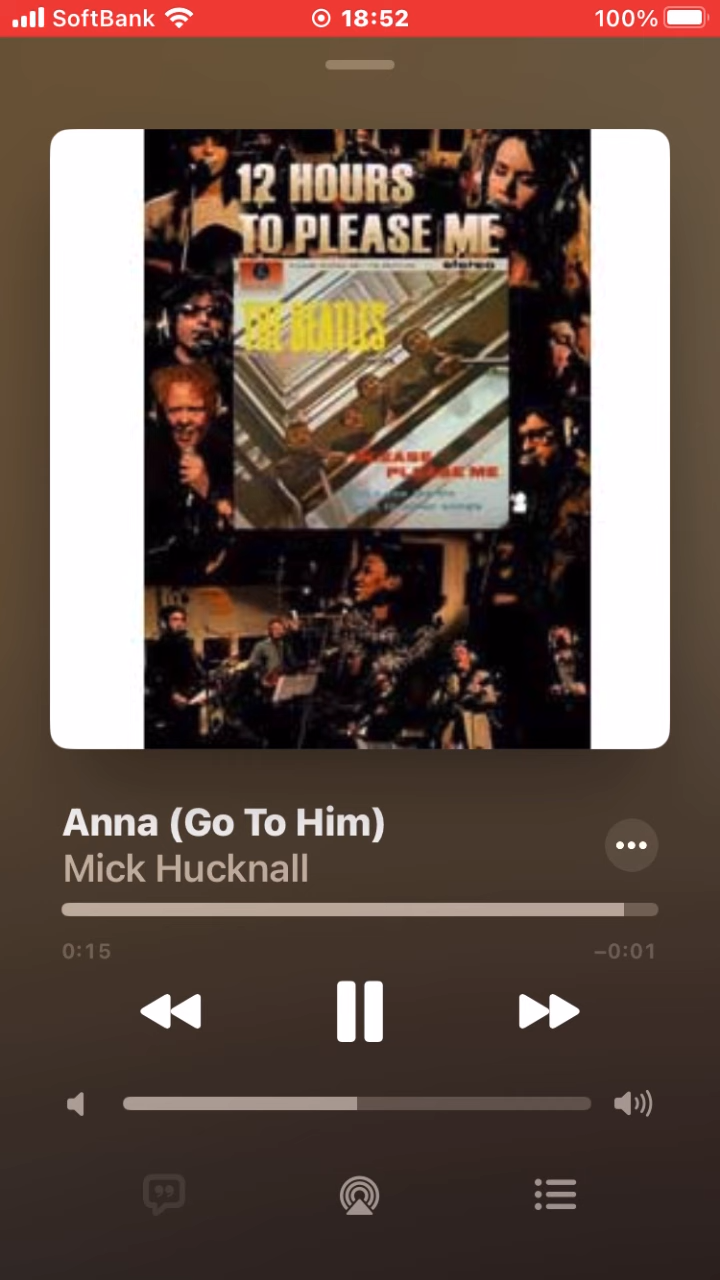 SoftBank 18:52 100%
12 HOURS
TO PLEASE ME
stereo
THE BEATLES
PLEASE
PLEASE ME
Anna (Go To Him)
Mick Hucknall
0:15 −0:01